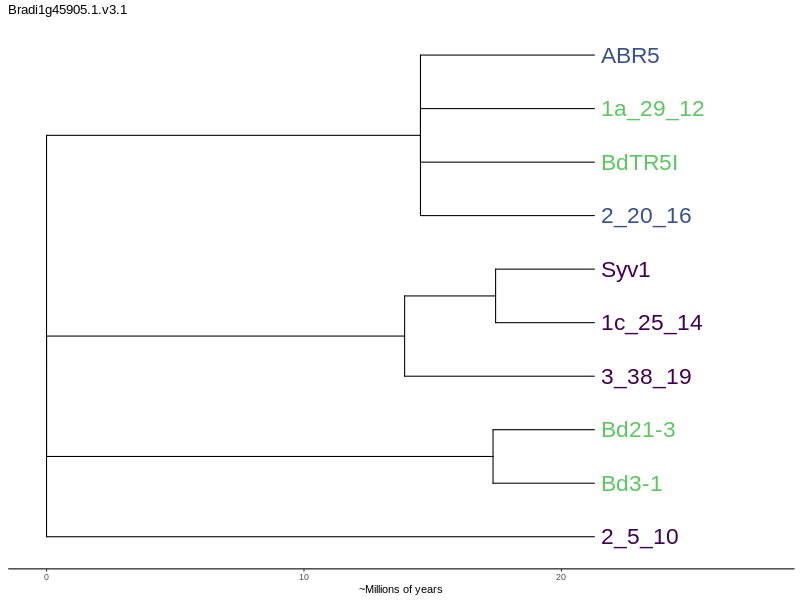 Bradi1g45905.1.v3.1
ABR5
1a_29_12
BdTR5I
2_20_16
Syv1
1c_25_14
3_38_19
Bd21-3
Bd3-1
2_5_10
0 10 20
~Millions of years